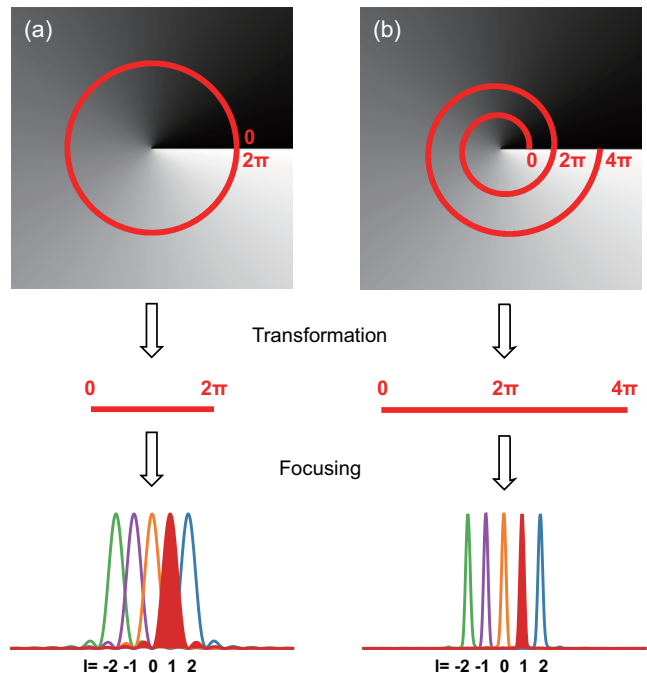 (a)
(b)
0
2π
0 2π 4π
Transformation
0 2π
0 2π 4π
Focusing
l= -2 -1 0 1 2
l= -2 -1 0 1 2